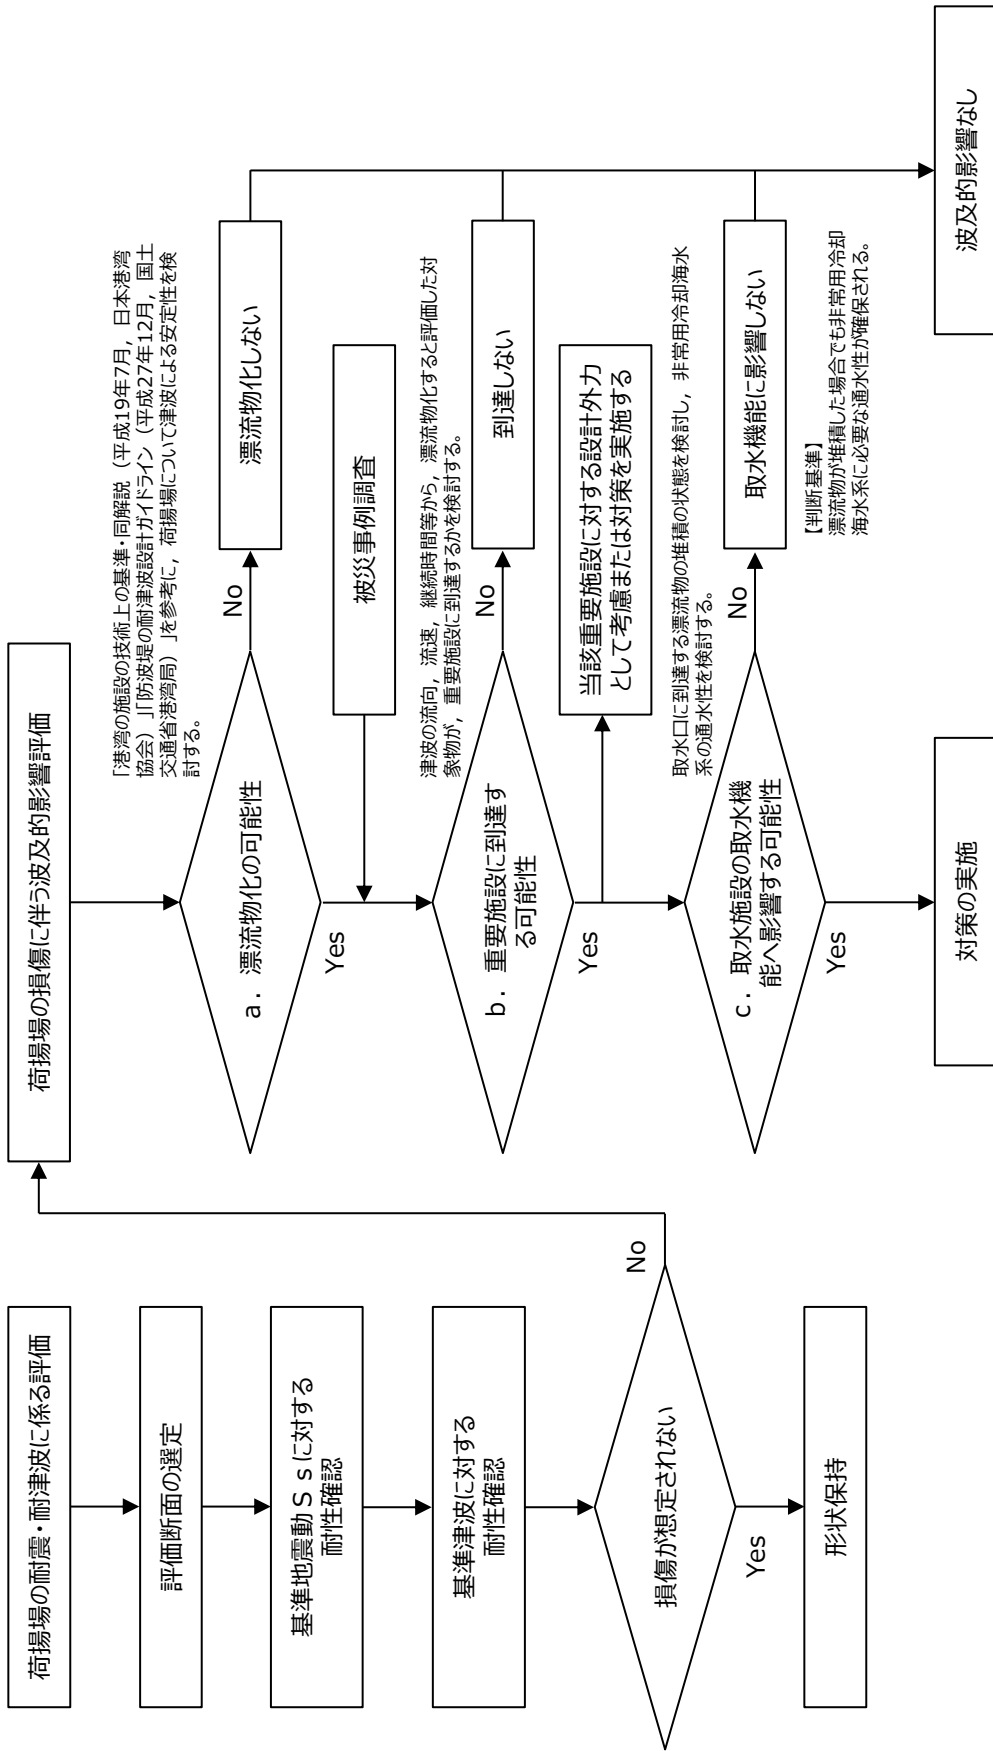 荷揚場の耐震・耐津波に係る評価
評価断面の選定
基準地震動Ssに対する
耐性確認
基準津波に対する
耐性確認
損傷が想定されない
No
Yes
形状保持
荷揚場の損傷に伴う波及的影響評価
「港湾の施設の技術上の基準・同解説（平成19年7月，日本港湾
協会）」「防波堤の耐津波設計ガイドライン（平成27年12月，国土
交通省港湾局）」を参考に，荷揚場について津波による安定性を検
討する。
a．漂流物化の可能性
No
漂流物化しない
Yes
被災事例調査
津波の流向，流速，継続時間等から，漂流物化すると評価した対
象物が，重要施設に到達するかを検討する。
b．重要施設に到達す
る可能性
No
到達しない
Yes
当該重要施設に対する設計外力
として考慮または対策を実施する
取水口に到達する漂流物の堆積の状態を検討し，非常用冷却海水
系の通水性を検討する。
c．取水施設の取水機
能へ影響する可能性
No
取水機能に影響しない
【判断基準】
漂流物が堆積した場合でも非常用冷却
海水系に必要な通水性が確保される。
Yes
対策の実施
波及的影響なし